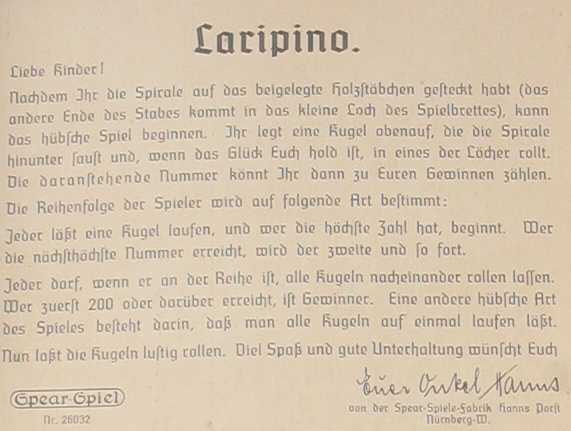 Laripino.
Liebe Kinder!
Nachdem Ihr die Spirale auf das beigelegte Holzstäbchen gesteckt habt (das
andere Ende des Stabes kommt in das kleine Loch des Spielbrettes), kann
das hübsche Spiel beginnen. Ihr legt eine Kugel obenauf, die die Spirale
hinunter saust und, wenn das Glück Euch hold ist, in eines der Löcher rollt.
Die daranstehende Nummer könnt Ihr dann zu Euren Gewinnen zählen.
Die Reihenfolge der Spieler wird auf folgende Art bestimmt:
Jeder läßt eine Kugel laufen, und wer die höchste Zahl hat, beginnt. Wer
die nächsthöchste Nummer erreicht, wird der zweite und so fort.
Jeder darf, wenn er an der Reihe ist, alle Kugeln nacheinander rollen lassen.
Wer zuerst 200 oder darüber erreicht, ist Gewinner. Eine andere hübsche Art
des Spieles besteht darin, daß man alle Kugeln auf einmal laufen läßt.
Nun laßt die Kugeln lustig rollen. Viel Spaß und gute Unterhaltung wünscht Euch
Euer Onkel Hanns
Spear-Spiel
von der Spear-Spiele-Fabrik Hanns Porst
Nr. 26032
Nürnberg-W.